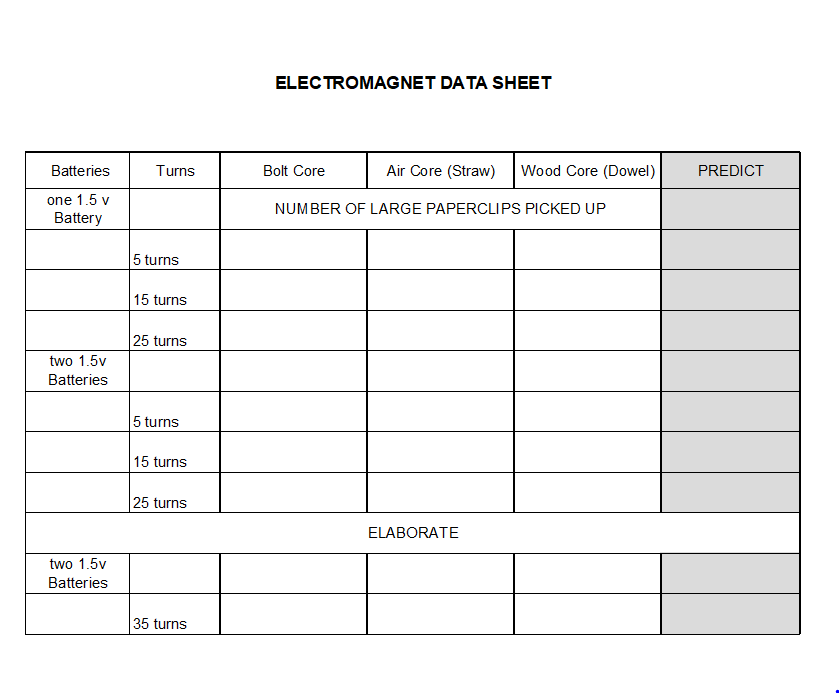 ELECTROMAGNET DATA SHEET
Batteries Turns Bolt Core Air Core (Straw) Wood Core (Dowel) PREDICT
one 1.5 v
Battery
NUMBER OF LARGE PAPERCLIPS PICKED UP
5 turns
15 turns
25 turns
two 1.5v
Batteries
5 turns
15 turns
25 turns
ELABORATE
two 1.5v
Batteries
35 turns